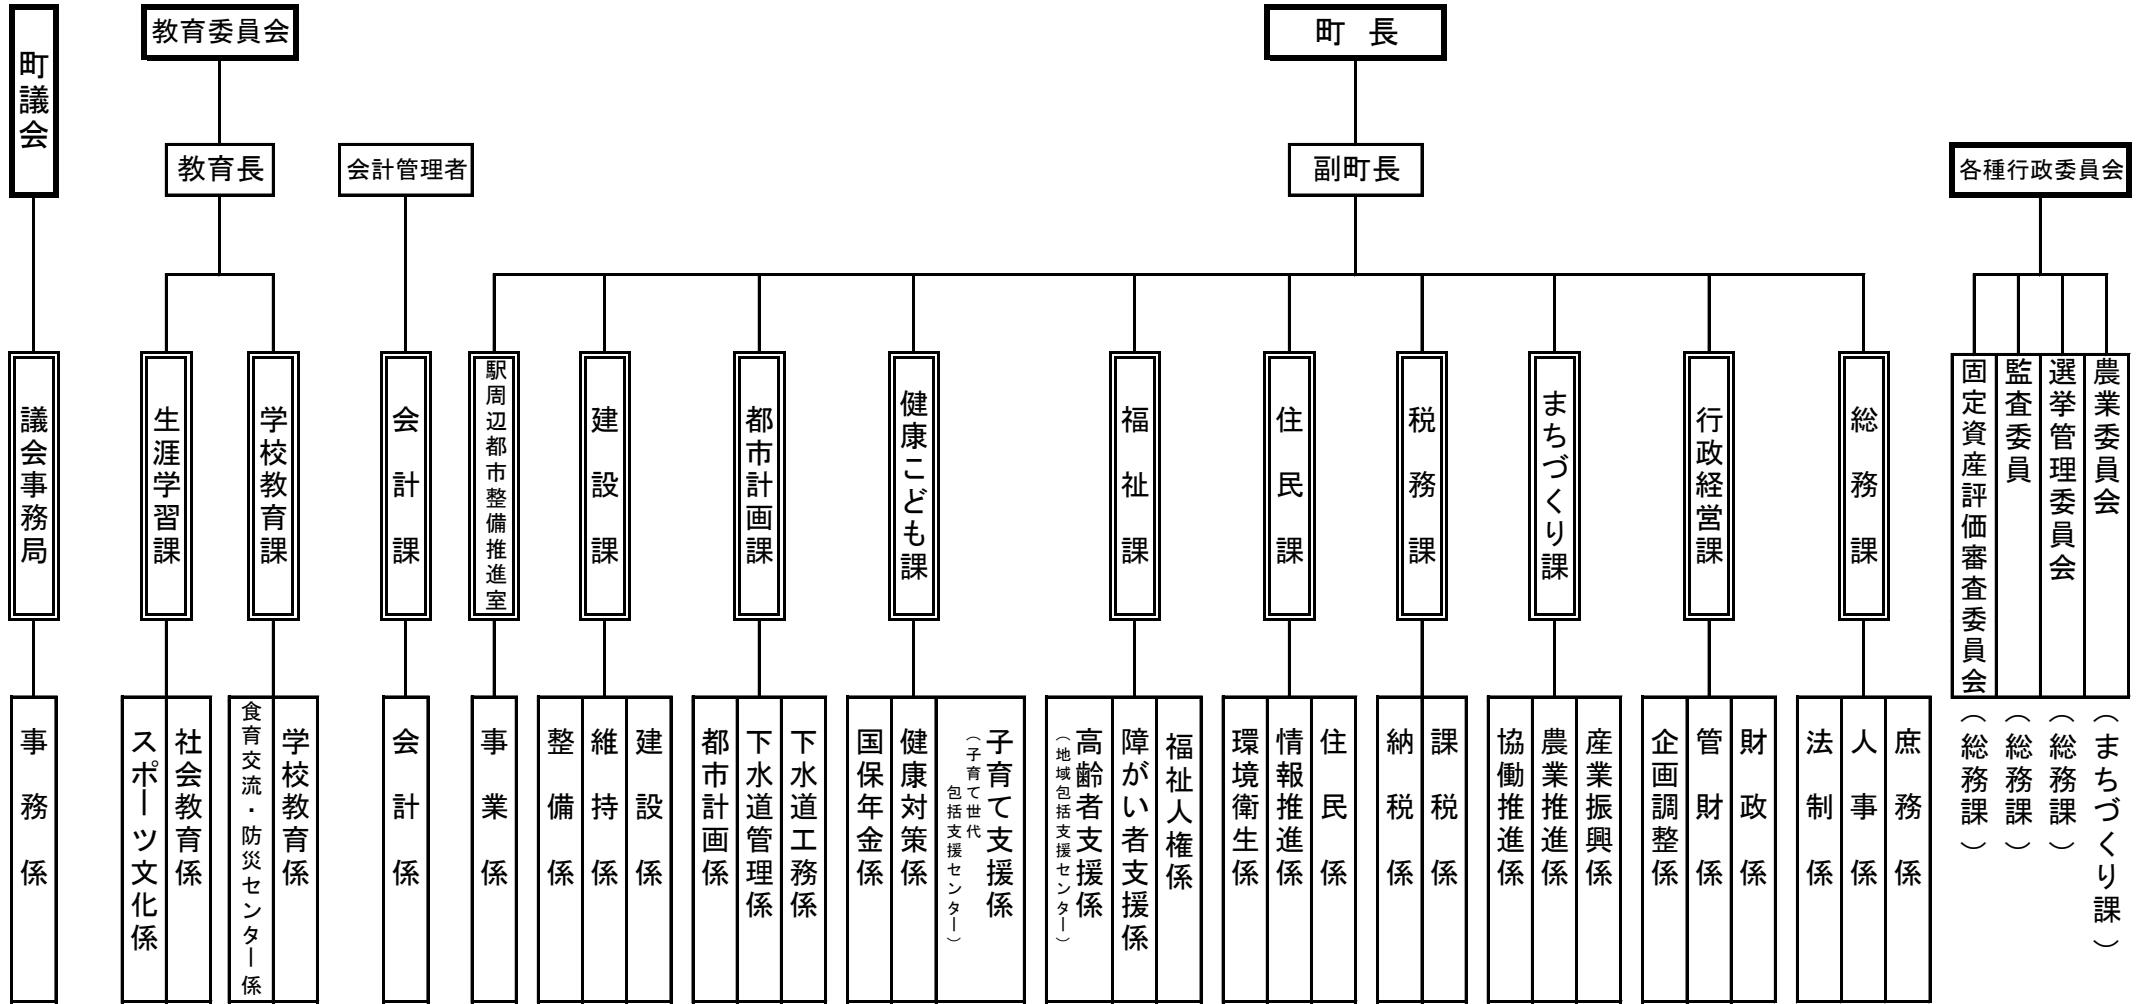 町議会
教育委員会
町 長
教育長
会計管理者
副町長
各種行政委員会
議会事務局
生涯学習課
学校教育課
会計課
駅周辺都市整備推進室
建設課
都市計画課
健康こども課
福祉課
住民課
税務課
まちづくり課
行政経営課
総務課
固定資産評価審査委員会
監査委員
選挙管理委員会
農業委員会
事務係
スポーツ文化係
社会教育係
食育交流・防災センター係
学校教育係
会計係
事業係
整備係
維持係
建設係
都市計画係
下水道管理係
下水道工務係
国保年金係
健康対策係
子育て支援係
（子育て世代
包括支援センター）
高齢者支援係
（地域包括支援センター）
障がい者支援係
福祉人権係
環境衛生係
情報推進係
住民係
納税係
課税係
協働推進係
農業推進係
産業振興係
企画調整係
管財係
財政係
法制係
人事係
庶務係
（総務課）
（総務課）
（総務課）
（まちづくり課）